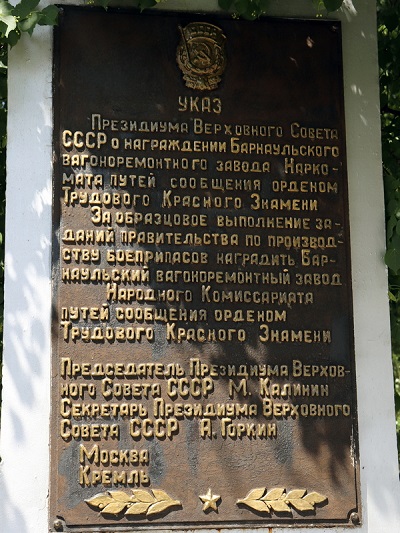 УКАЗ
Президиума Верховного Совета
СССР о награждении Барнаульского
вагоноремонтного завода Нарко-
мата путей сообщения орденом
Трудового Красного Знамени
За образцовое выполнение за-
даний правительства по производ-
ству боеприпасов наградить Бар-
наульский вагоноремонтный завод
Народного Комиссариата
путей сообщения орденом
Трудового Красного Знамени
Председатель Президиума Верхов-
ного Совета СССР М. Калинин
Секретарь Президиума Верховного
Совета СССР А. Горкин
Москва
Кремль